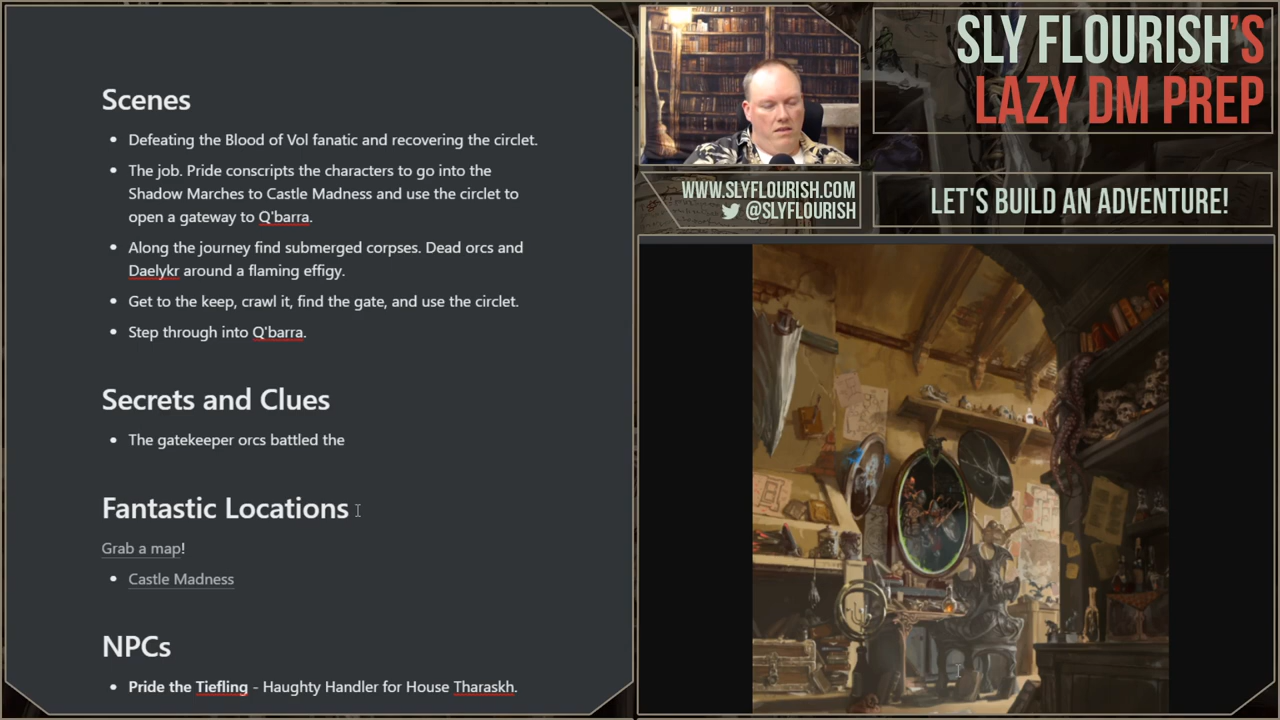 Scenes
Defeating the Blood of Vol fanatic and recovering the circlet.
The job. Pride conscripts the characters to go into the
Shadow Marches to Castle Madness and use the circlet to
open a gateway to Q'barra.
Along the journey find submerged corpses. Dead orcs and
Daelykr around a flaming effigy.
Get to the keep, crawl it, find the gate, and use the circlet.
Step through into Q'barra.
Secrets and Clues
The gatekeeper orcs battled the
Fantastic Locations
Grab a map!
Castle Madness
NPCs
Pride the Tiefling - Haughty Handler for House Tharaskh.
SLY FLOURISH'S
LAZY DM PREP
WWW.SLYFLOURISH.COM
@SLYFLOURISH
LET'S BUILD AN ADVENTURE!